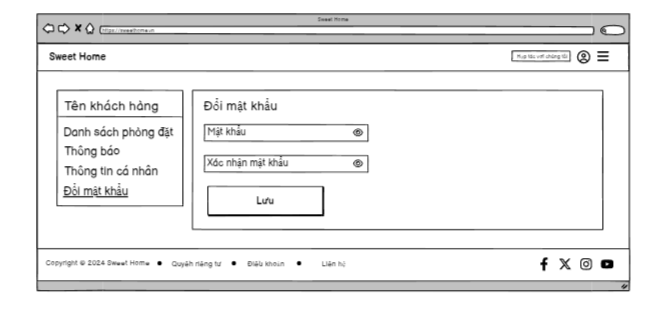 Sweet Home
https://sweethome.vn
Sweet Home
Hợp tác với chúng tôi
Tên khách hàng
Danh sách phòng đặt
Thông báo
Thông tin cá nhân
Đổi mật khẩu
Đổi mật khẩu
Mật khẩu
Xác nhận mật khẩu
Lưu
Copyright © 2024 Sweet Home ● Quyền riêng tư ● Điều khoản ● Liên hệ